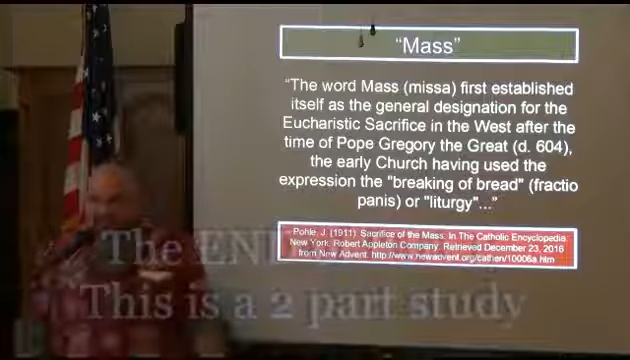 "Mass"
"The word Mass (missa) first established
itself as the general designation for the
Eucharistic Sacrifice in the West after the
time of Pope Gregory the Great (d. 604),
the early Church having used the
expression the "breaking of bread" (fractio
panis) or "liturgy"..."
Pohle, J. (1911). Sacrifice of the Mass. In The Catholic Encyclopedia.
New York: Robert Appleton Company. Retrieved December 23, 2016
from New Advent: http://www.newadvent.org/cathen/10006a.htm
The END
This is a 2 part study